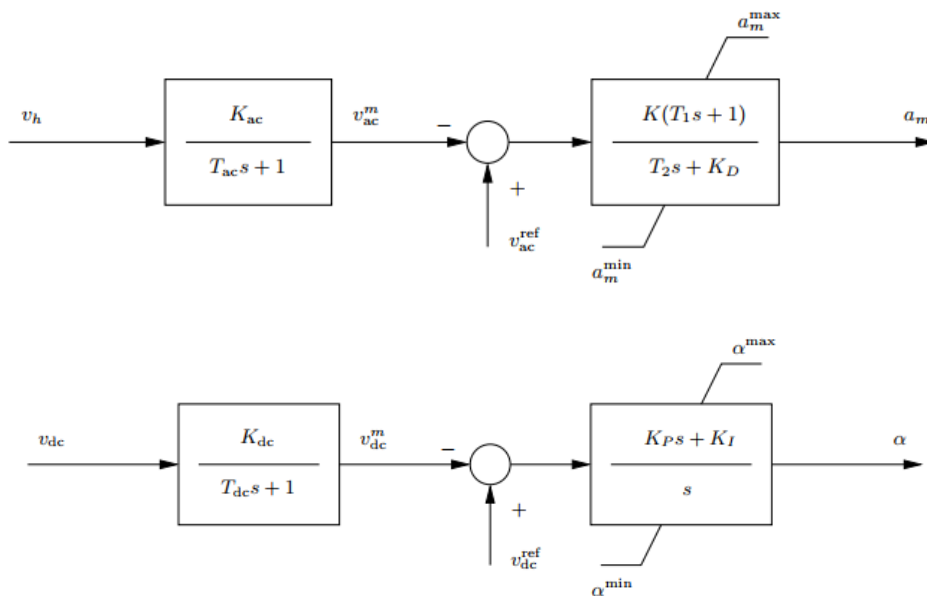 a_m^max
v_h
K_ac
T_ac s + 1
v_ac^m
−
+
v_ac^ref
K(T_1 s + 1)
T_2 s + K_D
a_m
a_m^min
α^max
v_dc
K_dc
T_dc s + 1
v_dc^m
−
+
v_dc^ref
K_P s + K_I
s
α
α^min